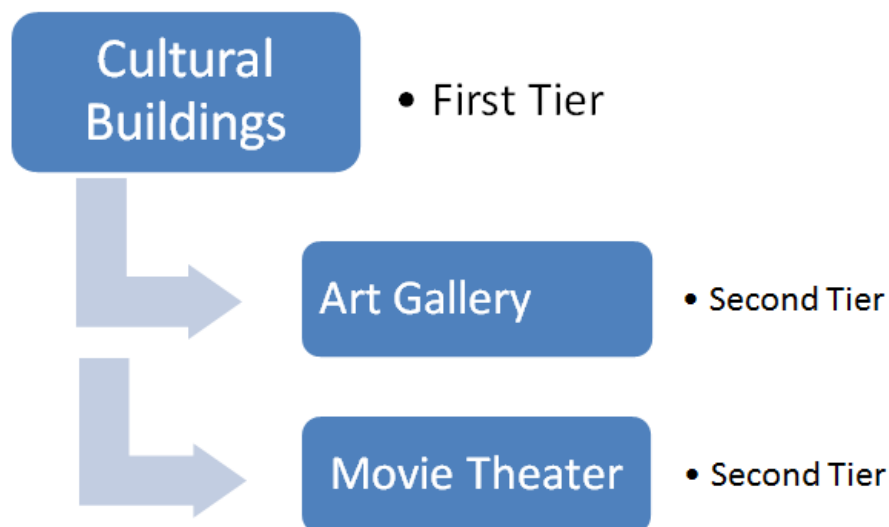 Cultural
Buildings
• First Tier
Art Gallery
• Second Tier
Movie Theater
• Second Tier